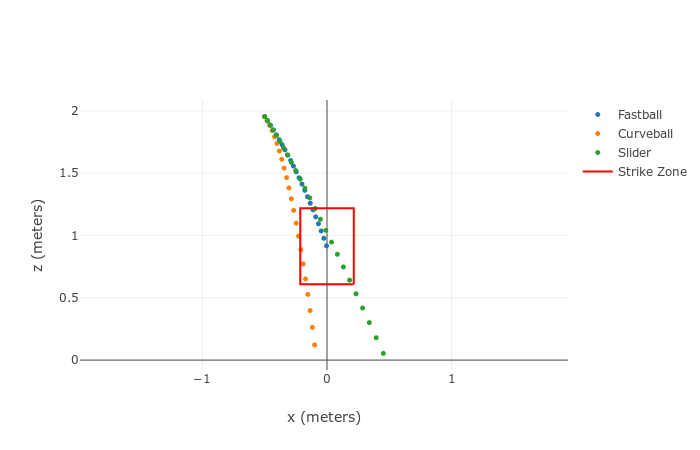 Fastball
Curveball
Slider
Strike Zone
2
1.5
1
0.5
0
−1
0
1
x (meters)
z (meters)